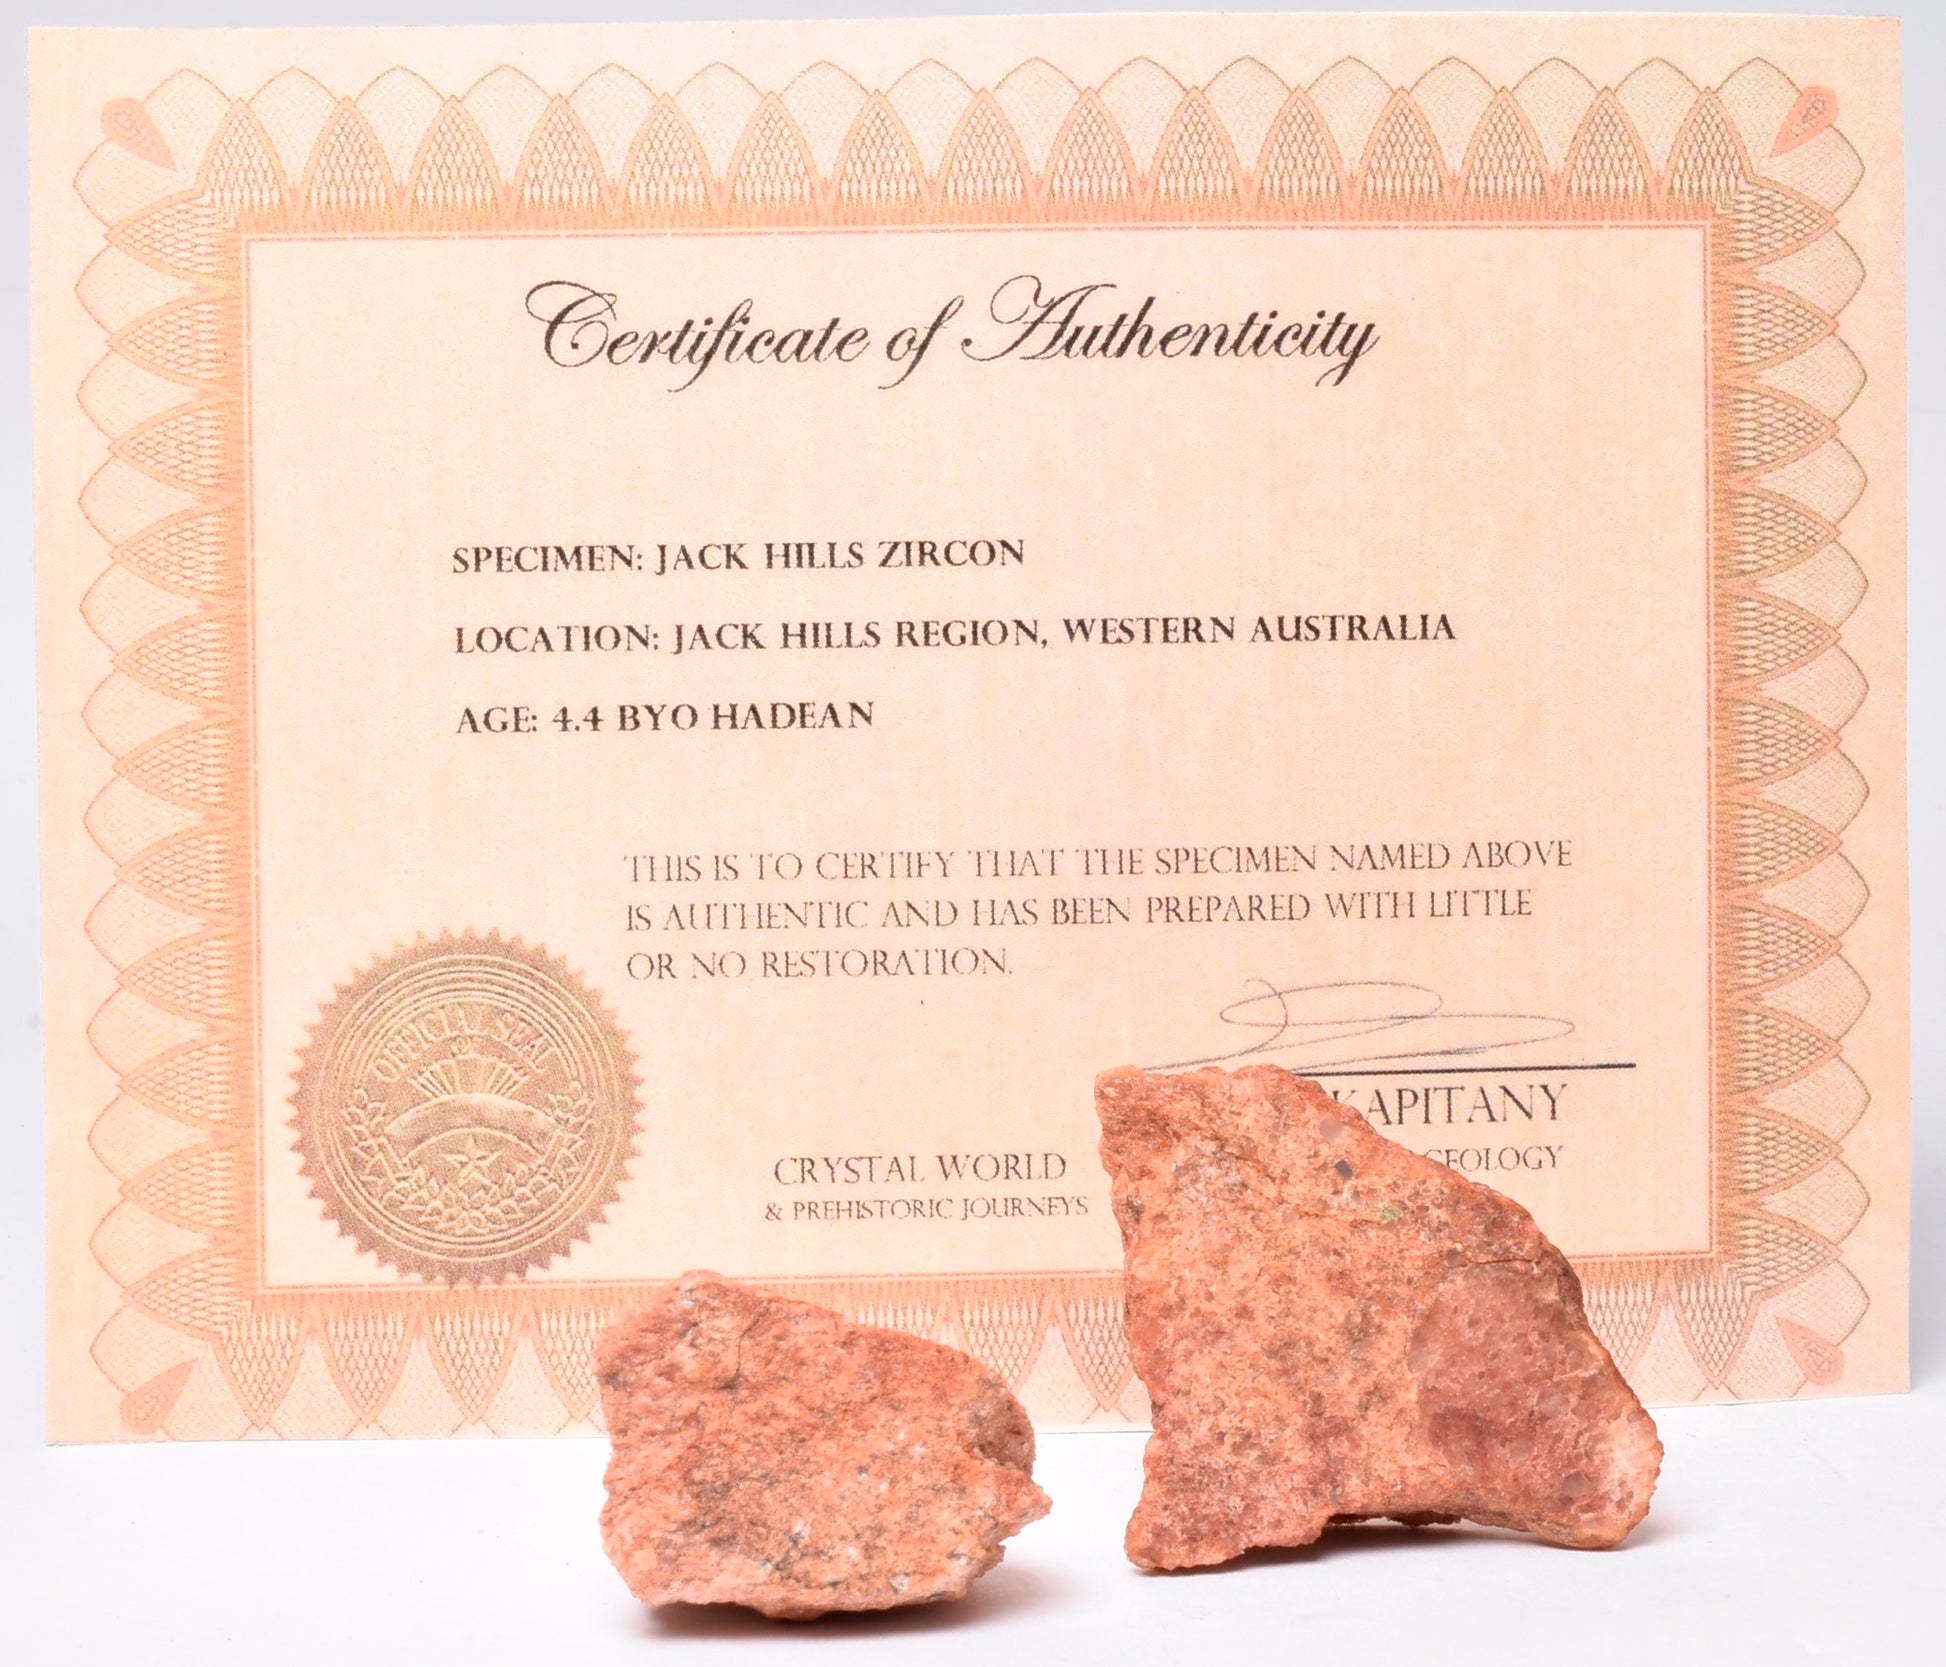 Certificate of Authenticity
SPECIMEN: JACK HILLS ZIRCON
LOCATION: JACK HILLS REGION, WESTERN AUSTRALIA
AGE: 4.4 BYO HADEAN
THIS IS TO CERTIFY THAT THE SPECIMEN NAMED ABOVE
IS AUTHENTIC AND HAS BEEN PREPARED WITH LITTLE
OR NO RESTORATION.
OFFICIAL SEAL
KAPITANY
GEOLOGY
CRYSTAL WORLD
& PREHISTORIC JOURNEYS